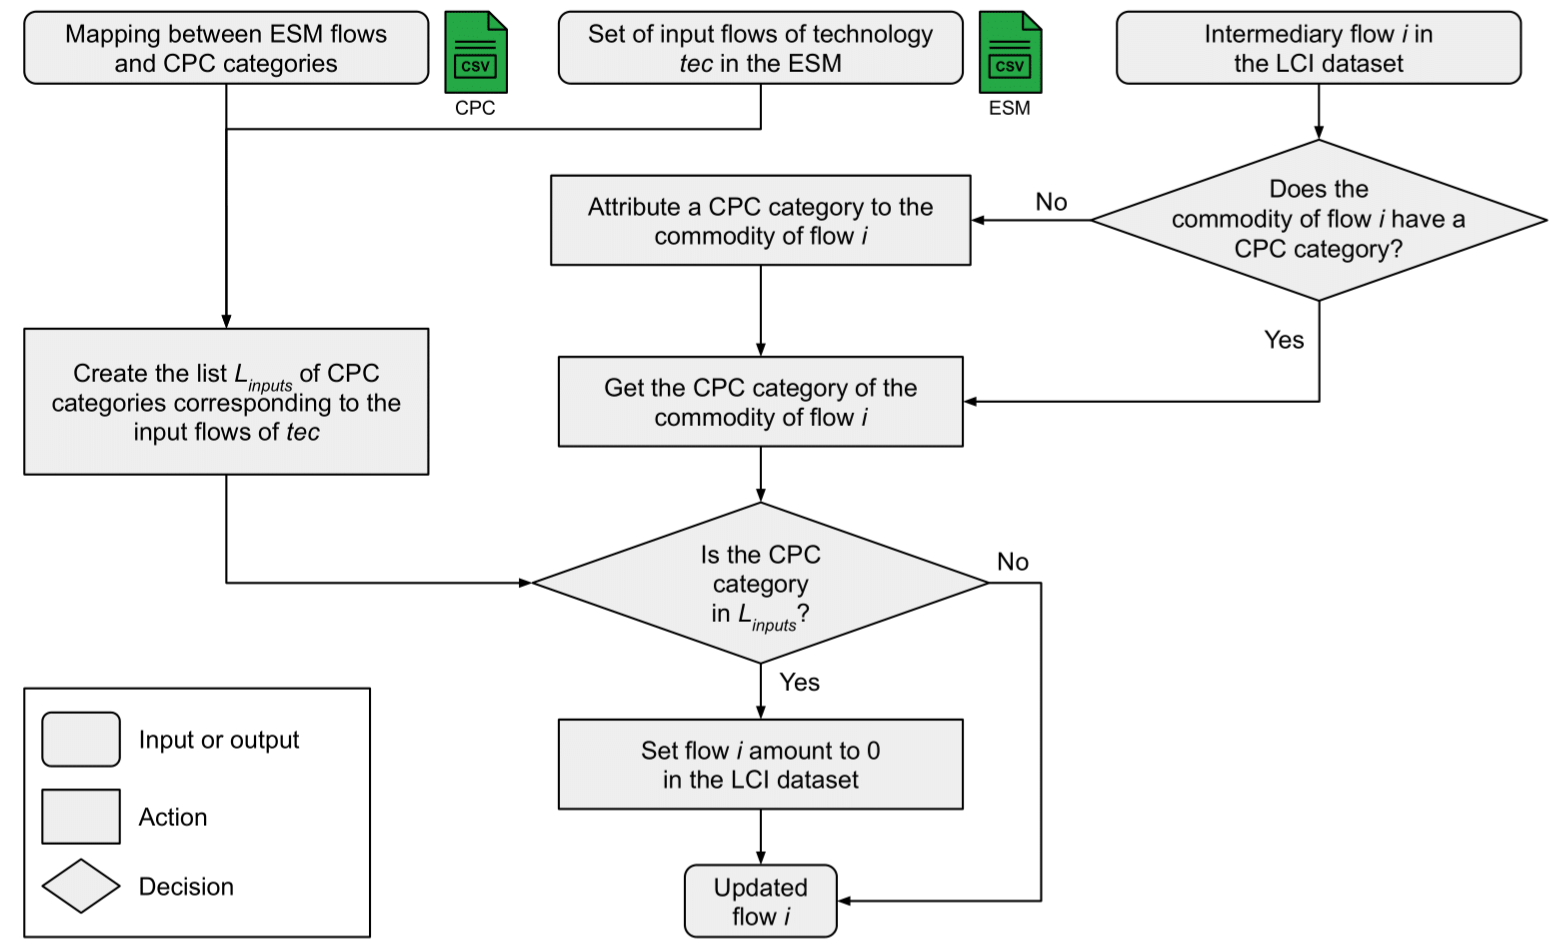 Mapping between ESM flows
and CPC categories
CSV
CPC
Set of input flows of technology
tec in the ESM
CSV
ESM
Intermediary flow i in
the LCI dataset
Does the
commodity of flow i have a
CPC category?
No
Attribute a CPC category to the
commodity of flow i
Yes
Create the list Linputs of CPC
categories corresponding to the
input flows of tec
Get the CPC category of the
commodity of flow i
Is the CPC
category
in Linputs?
No
Yes
Set flow i amount to 0
in the LCI dataset
Updated
flow i
Input or output
Action
Decision